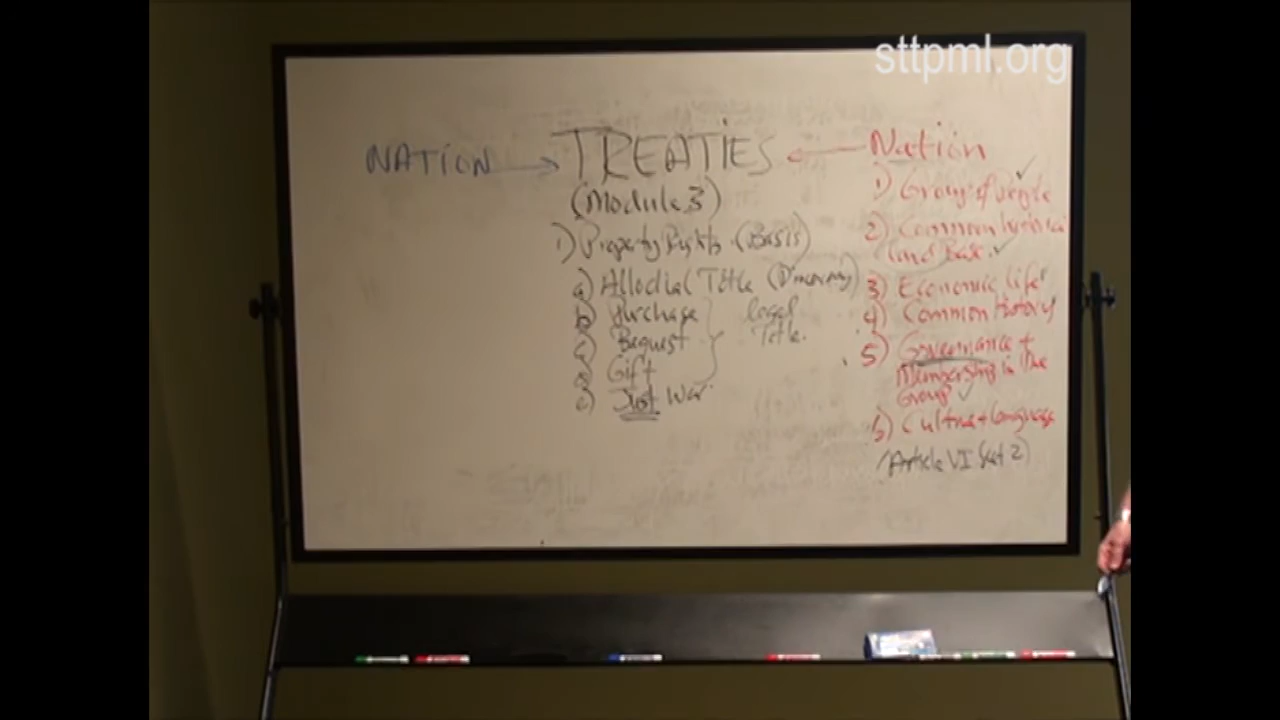 sttpml.org
NATION → TREATIES ← Nation
(Module 3)
1) Property Rights (Basis)
a) Allodial Title (Discovery)
b) Purchase
c) Bequest
d) Gift
e) Just War
legal
Title
1) Group of people
2) Common
land Base
3) Economic life
4) Common History
5) Governance +
Membership in the
Group
6) Culture + language
(Article VI Sect 2)